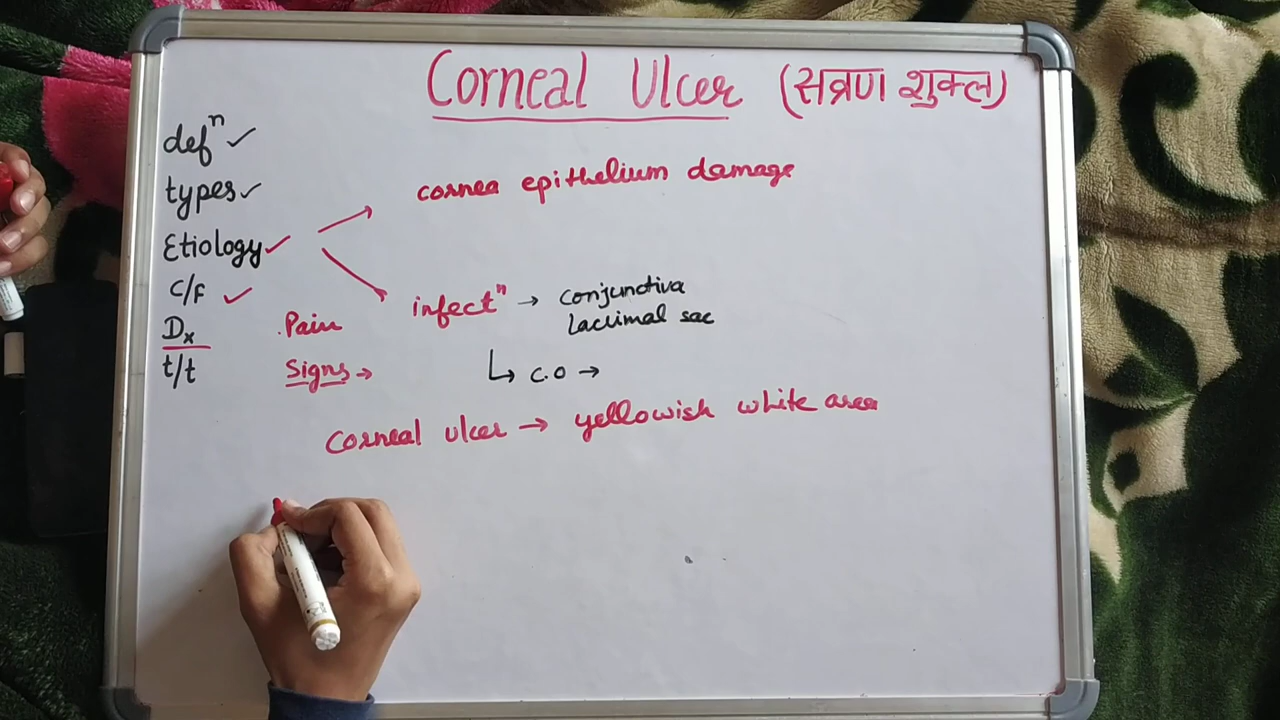 Corneal Ulcer (सव्रण शुक्ल)
defⁿ ✓
types ✓
cornea epithelium damage
Etiology ✓
c/f ✓
infectⁿ → conjunctiva
lacrimal sac
.Pain
Dx
Signs →
↳ c.o →
t/t
corneal ulcer → yellowish white area